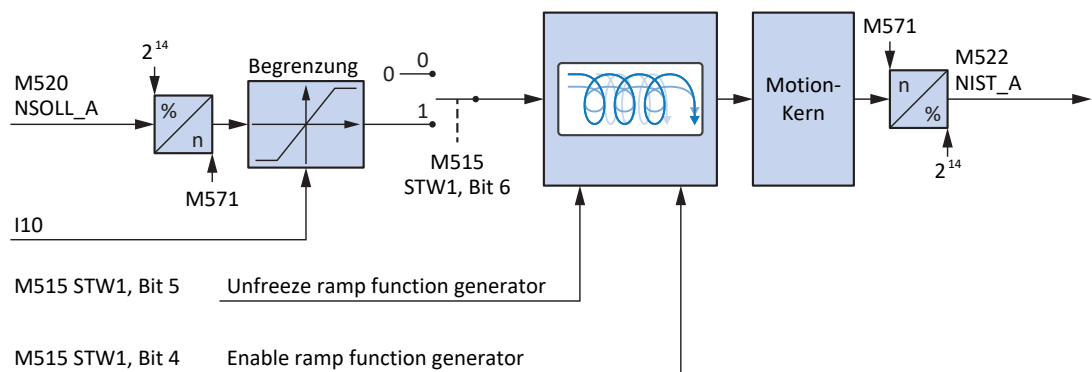 M520
NSOLL_A
2¹⁴
%
n
M571
Begrenzung
I10
0
0
1
M515
STW1, Bit 6
Motion-
Kern
M571
n
%
2¹⁴
M522
NIST_A
M515 STW1, Bit 5 Unfreeze ramp function generator
M515 STW1, Bit 4 Enable ramp function generator